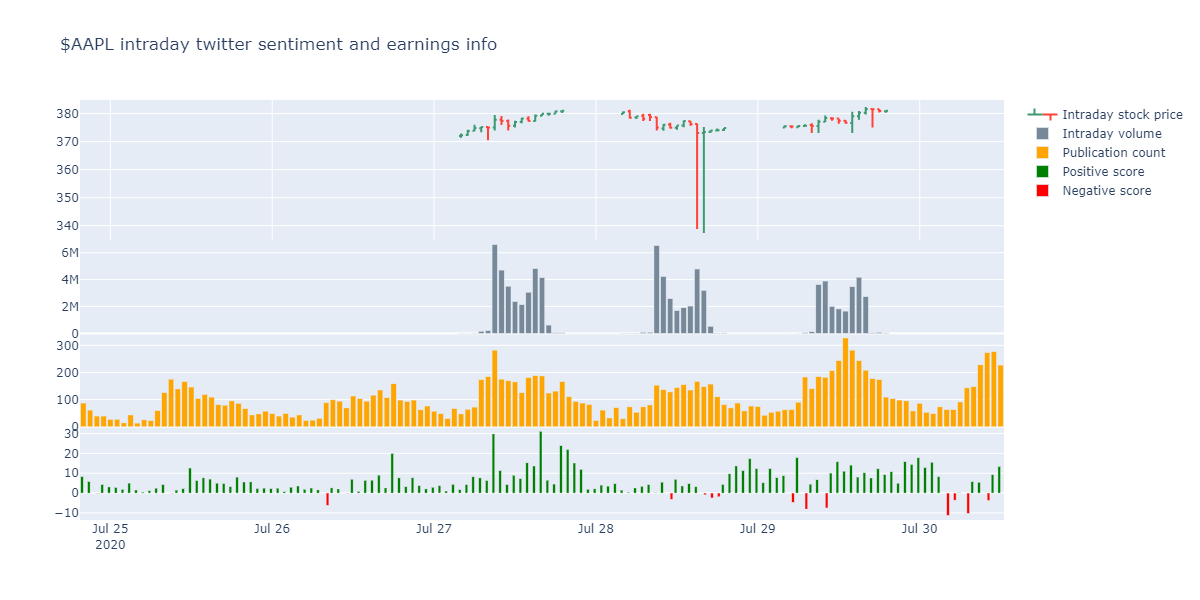 $AAPL intraday twitter sentiment and earnings info
380
370
360
350
340
6M
4M
2M
0
300
200
100
0
30
20
10
0
−10
Jul 25
2020
Jul 26
Jul 27
Jul 28
Jul 29
Jul 30
Intraday stock price
Intraday volume
Publication count
Positive score
Negative score